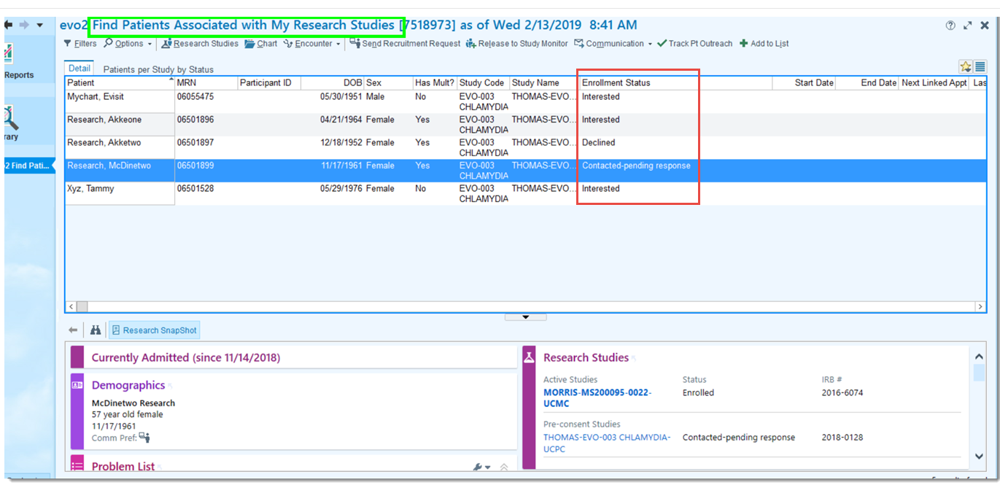 evo2 Find Patients Associated with My Research Studies [7518973] as of Wed 2/13/2019 8:41 AM
Filters Options Research Studies Chart Encounter Send Recruitment Request Release to Study Monitor Communication Track Pt Outreach Add to List
Reports
rary
2 Find Pati...
Detail Patients per Study by Status
Patient MRN Participant ID DOB Sex Has Mult? Study Code Study Name Enrollment Status Start Date End Date Next Linked Appt Las
Mychart, Evisit 06055475 05/30/1951 Male No EVO-003 THOMAS-EVO... Interested
CHLAMYDIA
Research, Akkeone 06501896 04/21/1964 Female Yes EVO-003 THOMAS-EVO... Interested
CHLAMYDIA
Research, Akketwo 06501897 12/18/1952 Female Yes EVO-003 THOMAS-EVO... Declined
CHLAMYDIA
Research, McDinetwo 06501899 11/17/1961 Female Yes EVO-003 THOMAS-EVO... Contacted-pending response
CHLAMYDIA
Xyz, Tammy 06501528 05/29/1976 Female No EVO-003 THOMAS-EVO... Interested
CHLAMYDIA
Research SnapShot
Currently Admitted (since 11/14/2018)
Demographics
McDinetwo Research
57 year old female
11/17/1961
Comm Pref:
Problem List
Research Studies
Active Studies Status IRB #
MORRIS-MS200095-0022- Enrolled 2016-6074
UCMC
Pre-consent Studies
THOMAS-EVO-003 CHLAMYDIA- Contacted-pending response 2018-0128
UCPC